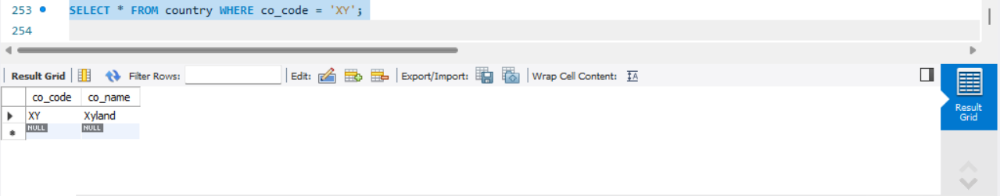 253 SELECT * FROM country WHERE co_code = 'XY';
254
Result Grid Filter Rows: Edit: Export/Import: Wrap Cell Content: IA
co_code co_name
XY Xyland
NULL NULL
Result
Grid